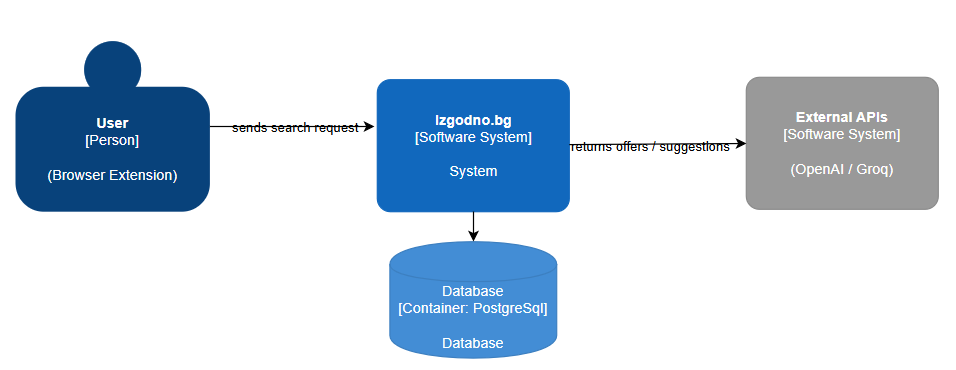 User
[Person]
(Browser Extension)
sends search request
Izgodno.bg
[Software System]
System
returns offers / suggestions
External APIs
[Software System]
(OpenAI / Groq)
Database
[Container: PostgreSql]
Database